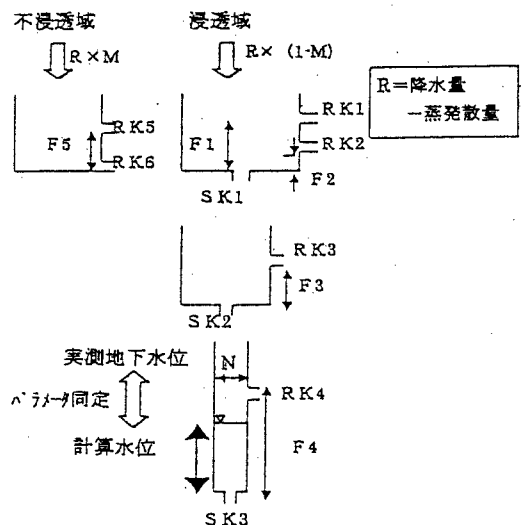 不浸透域
浸透域
R×M
R× (1-M)
R=降水量
-蒸発散量
RK5
F5
RK6
F1
RK1
RK2
F2
SK1
RK3
F3
SK2
実測地下水位
N
パラメータ同定
RK4
計算水位
F4
SK3